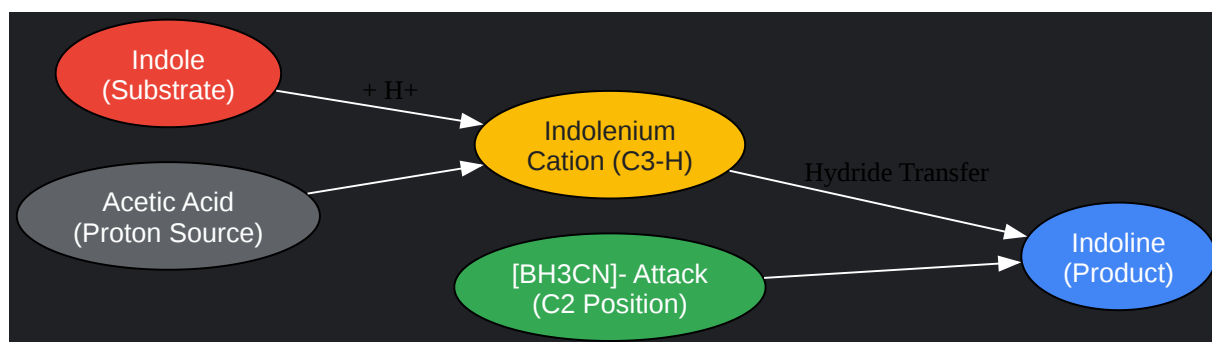 Indole
(Substrate)
+ H+
Indolenium
Cation (C3-H)
Acetic Acid
(Proton Source)
Hydride Transfer
[BH3CN]- Attack
(C2 Position)
Indoline
(Product)